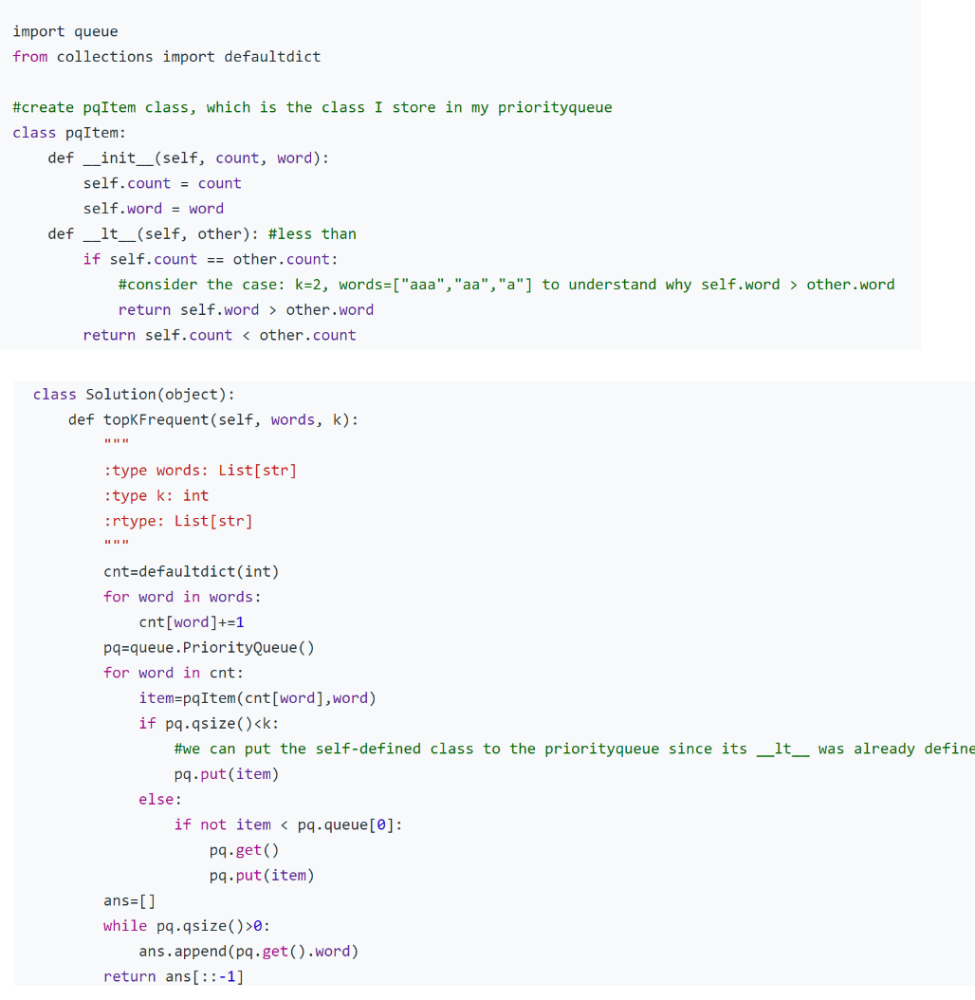 import queue
from collections import defaultdict
#create pqItem class, which is the class I store in my priorityqueue
class pqItem:
    def __init__(self, count, word):
        self.count = count
        self.word = word
    def __lt__(self, other): #less than
        if self.count == other.count:
            #consider the case: k=2, words=["aaa","aa","a"] to understand why self.word > other.word
            return self.word > other.word
        return self.count < other.count
class Solution(object):
    def topKFrequent(self, words, k):
        """
        :type words: List[str]
        :type k: int
        :rtype: List[str]
        """
        cnt=defaultdict(int)
        for word in words:
            cnt[word]+=1
        pq=queue.PriorityQueue()
        for word in cnt:
            item=pqItem(cnt[word],word)
            if pq.qsize()<k:
                #we can put the self-defined class to the priorityqueue since its __lt__ was already define
                pq.put(item)
            else:
                if not item < pq.queue[0]:
                    pq.get()
                    pq.put(item)
        ans=[]
        while pq.qsize()>0:
            ans.append(pq.get().word)
        return ans[::-1]